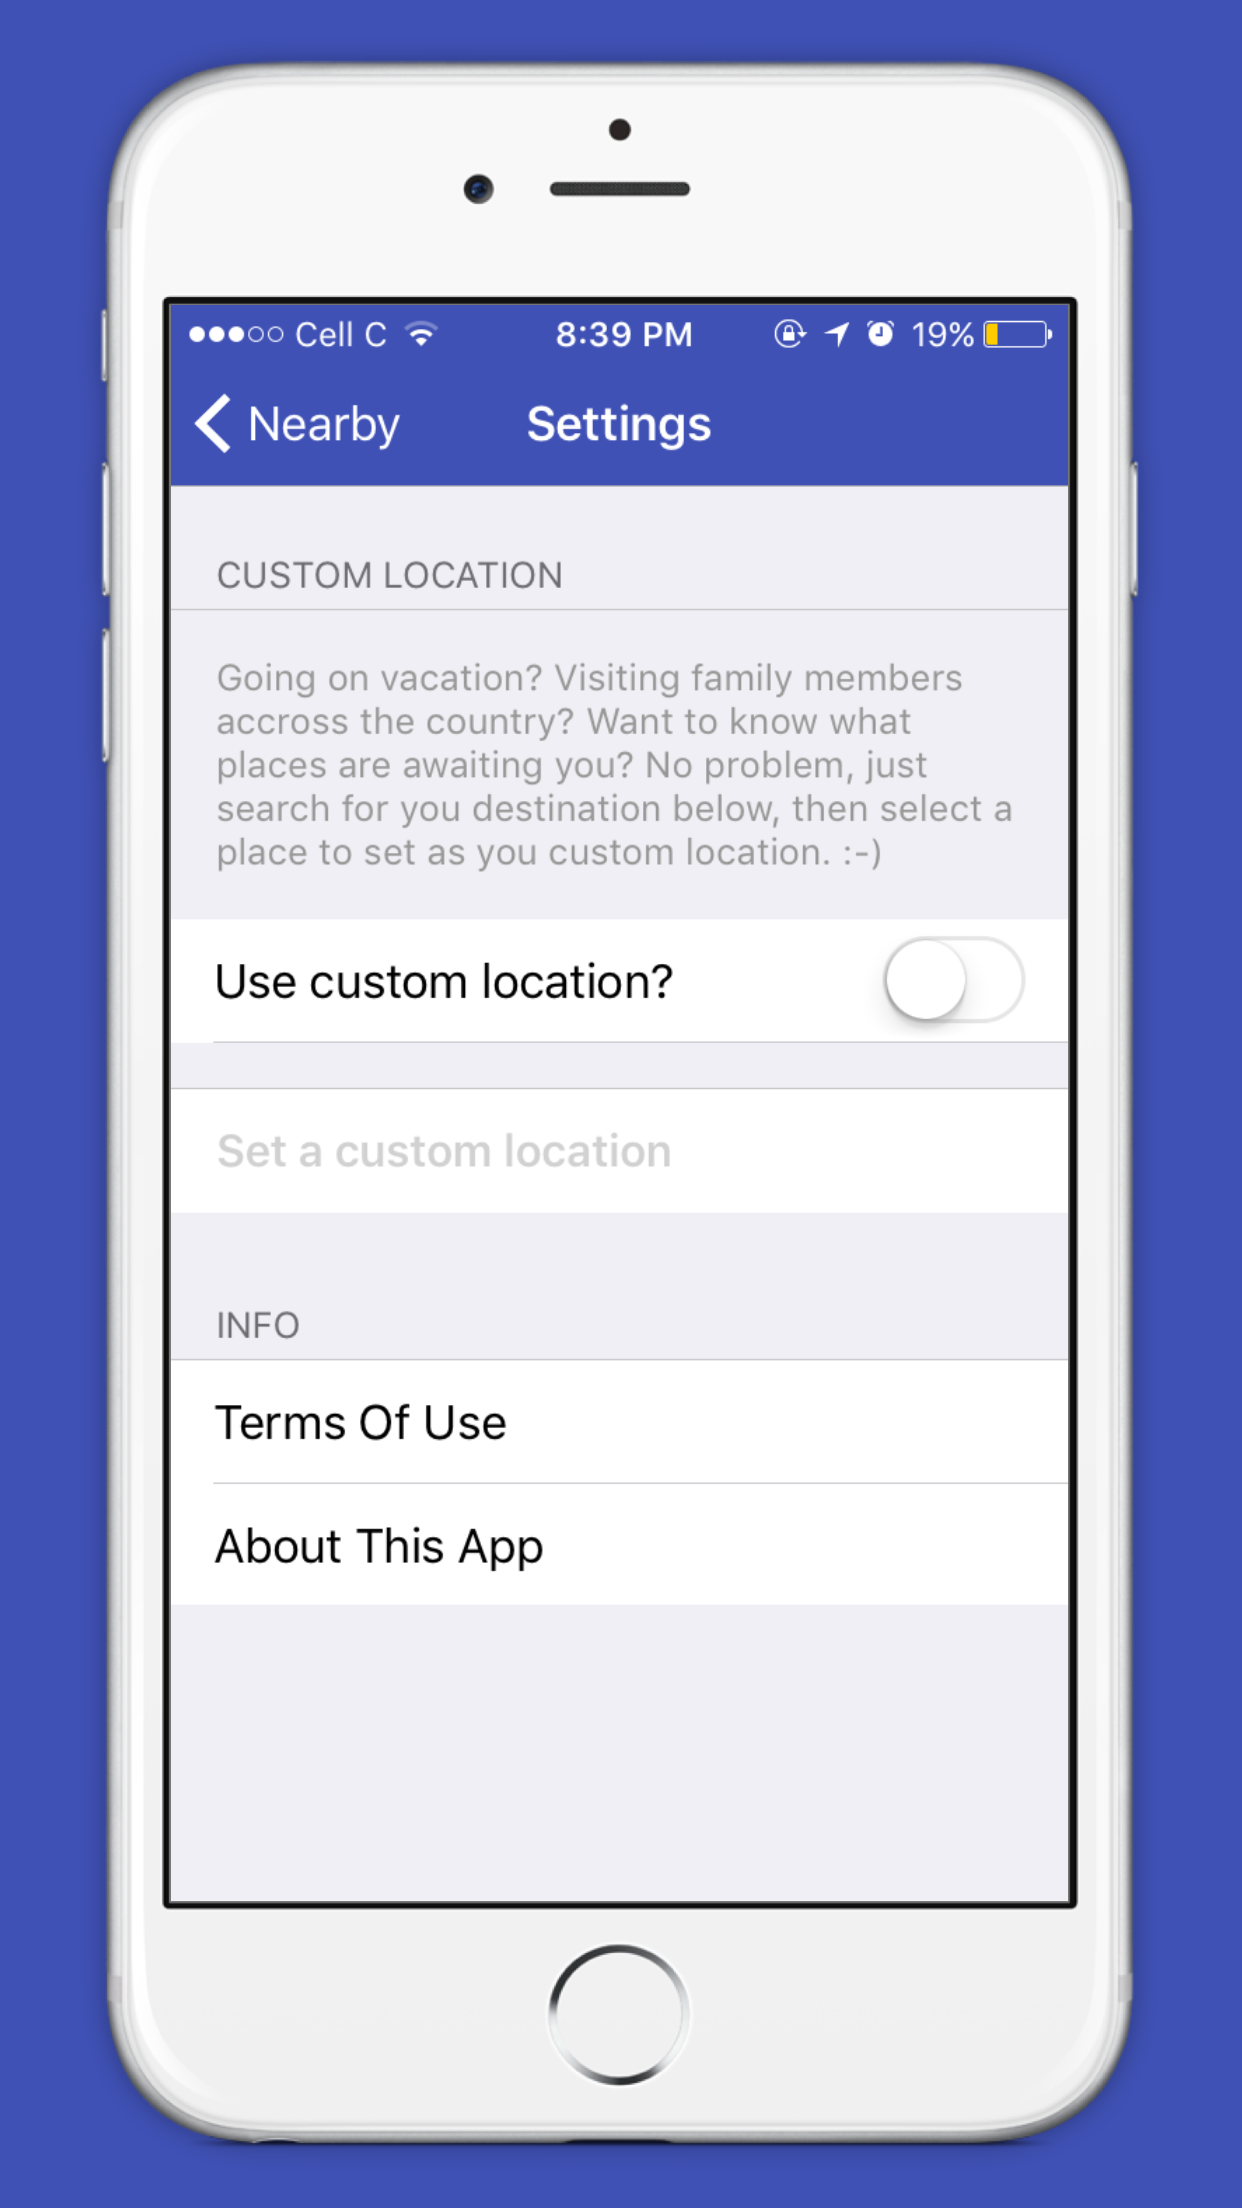 Cell C 8:39 PM 19%
Nearby Settings
CUSTOM LOCATION
Going on vacation? Visiting family members
accross the country? Want to know what
places are awaiting you? No problem, just
search for you destination below, then select a
place to set as you custom location. :-)
Use custom location?
Set a custom location
INFO
Terms Of Use
About This App